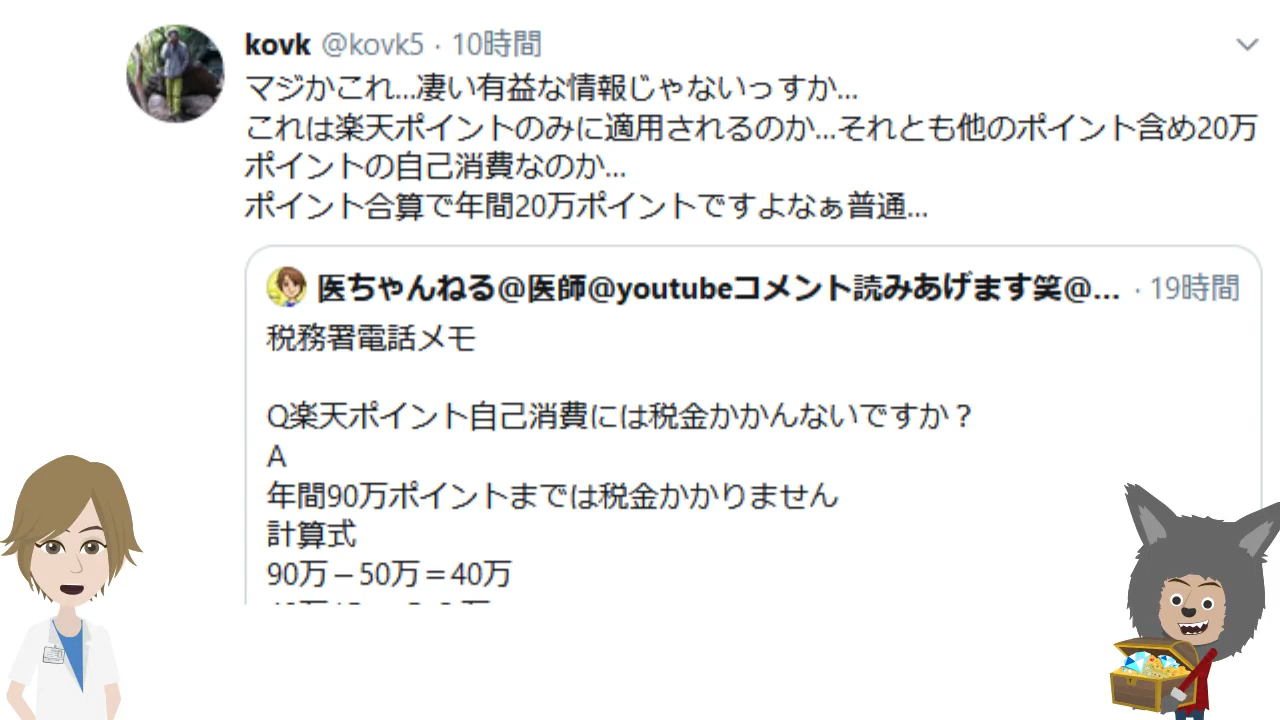 kovk @kovk5 · 10時間
マジかこれ...凄い有益な情報じゃないっすか...
これは楽天ポイントのみに適用されるのか...それとも他のポイント含め20万
ポイントの自己消費なのか...
ポイント合算で年間20万ポイントですよなぁ普通...
医ちゃんねる@医師@youtubeコメント読みあげます笑@... · 19時間
税務署電話メモ
Q楽天ポイント自己消費には税金かかんないですか？
A
年間90万ポイントまでは税金かかりません
計算式
90万－50万＝40万